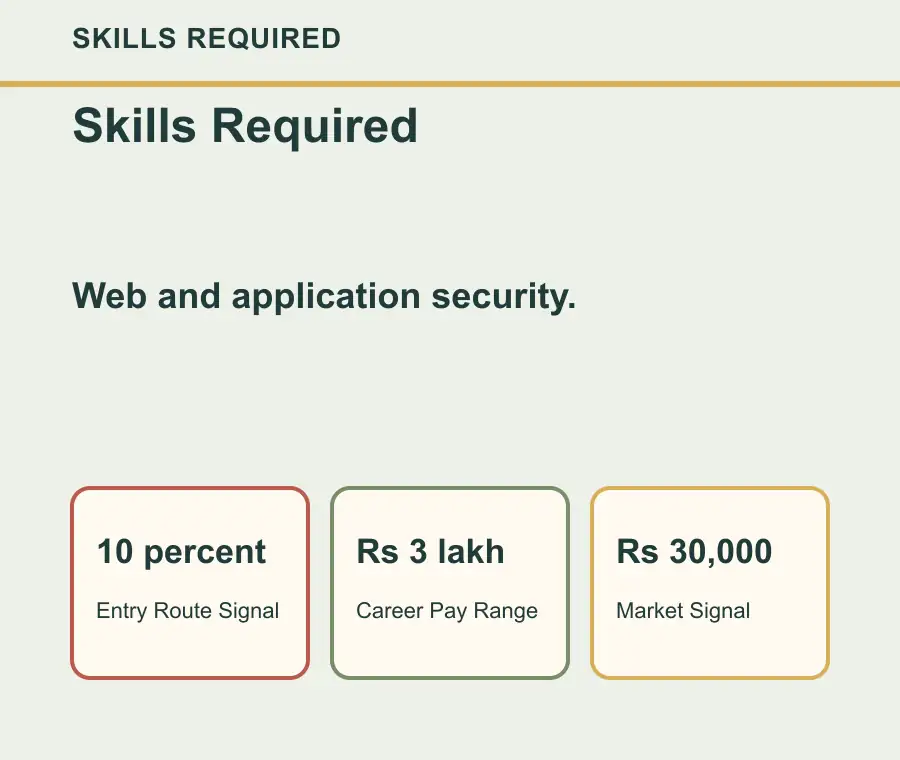 SKILLS REQUIRED
Skills Required
Web and application security.
10 percent
Entry Route Signal
Rs 3 lakh
Career Pay Range
Rs 30,000
Market Signal